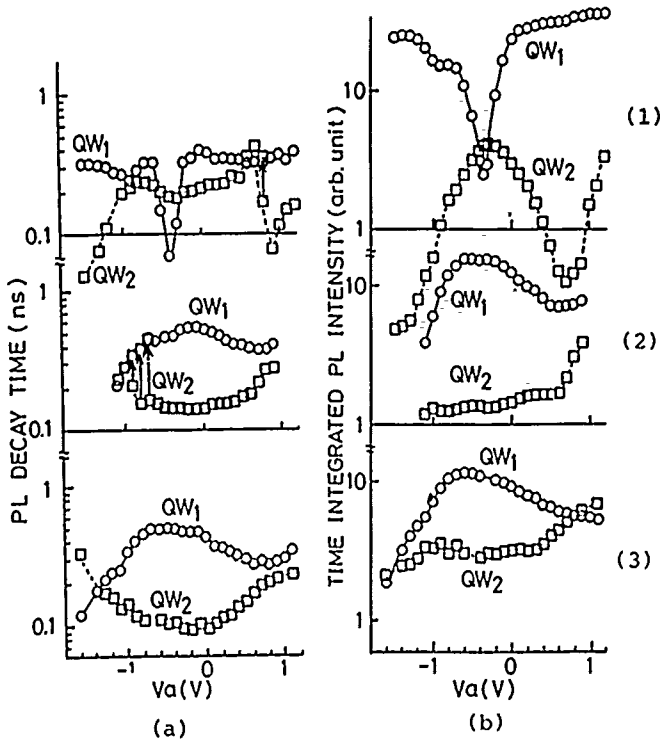 PL DECAY TIME (ns)
1
QW1
0.1
QW2
1
QW1
QW2
0.1
QW1
QW2
0.1
-1 0 1
Va(V)
(a)
TIME INTEGRATED PL INTENSITY (arb. unit)
10
QW1
QW2
1
(1)
10
QW1
QW2
1
(2)
10
QW1
QW2
1
(3)
-1 0 1
Va(V)
(b)